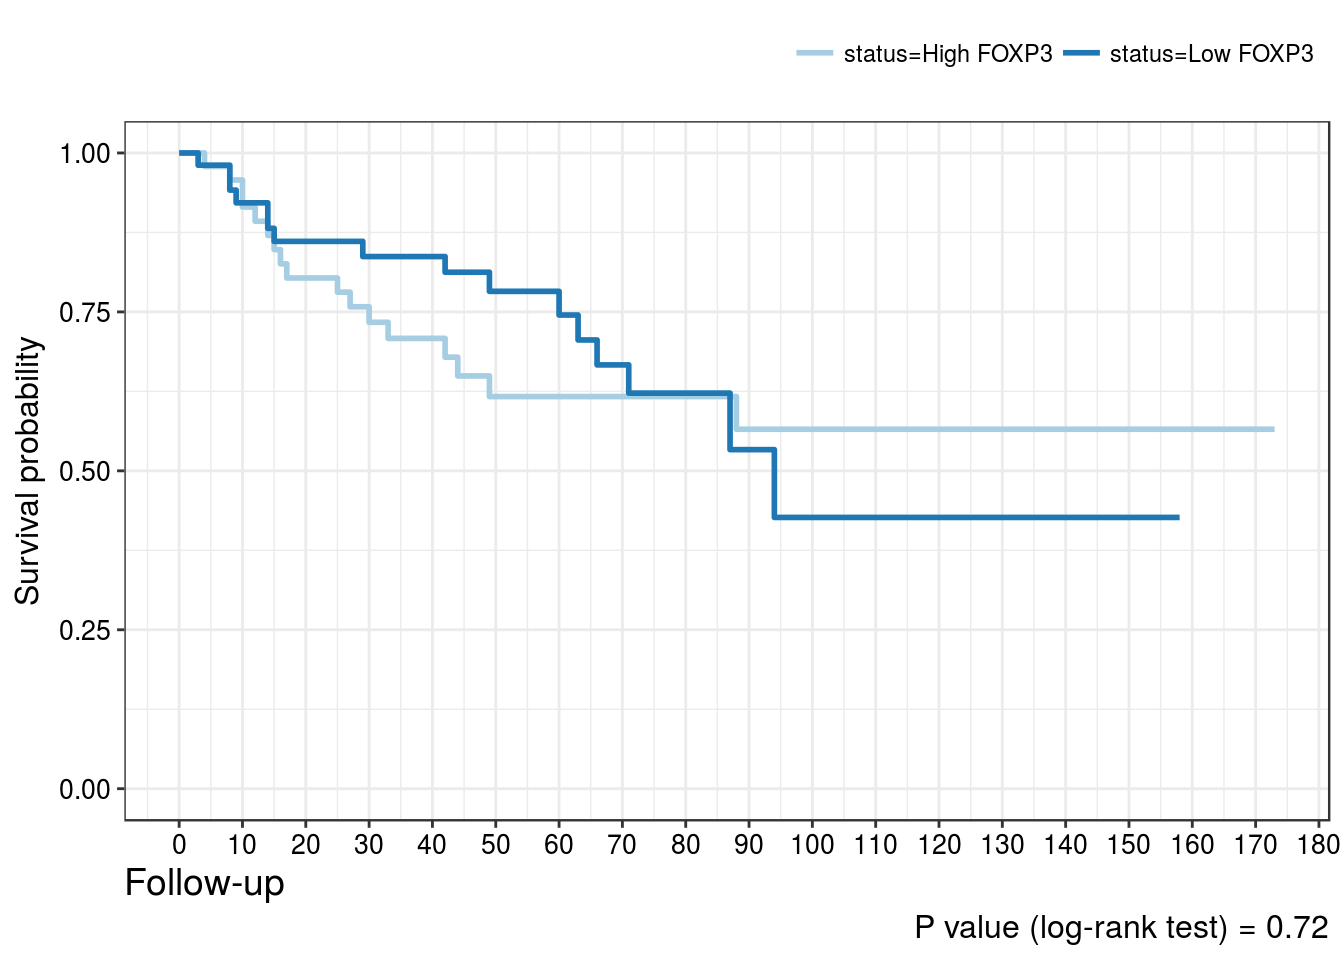 status=High FOXP3 status=Low FOXP3
1.00
0.75
0.50
0.25
0.00
Survival probability
0 10 20 30 40 50 60 70 80 90 100 110 120 130 140 150 160 170 180
Follow-up
P value (log-rank test) = 0.72